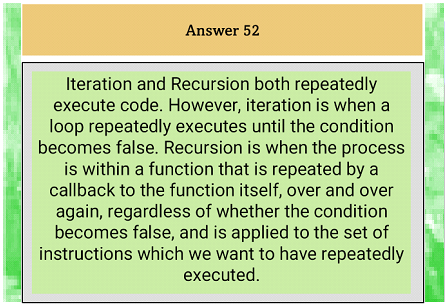 Answer 52
Iteration and Recursion both repeatedly
execute code. However, iteration is when a
loop repeatedly executes until the condition
becomes false. Recursion is when the process
is within a function that is repeated by a
callback to the function itself, over and over
again, regardless of whether the condition
becomes false, and is applied to the set of
instructions which we want to have repeatedly
executed.